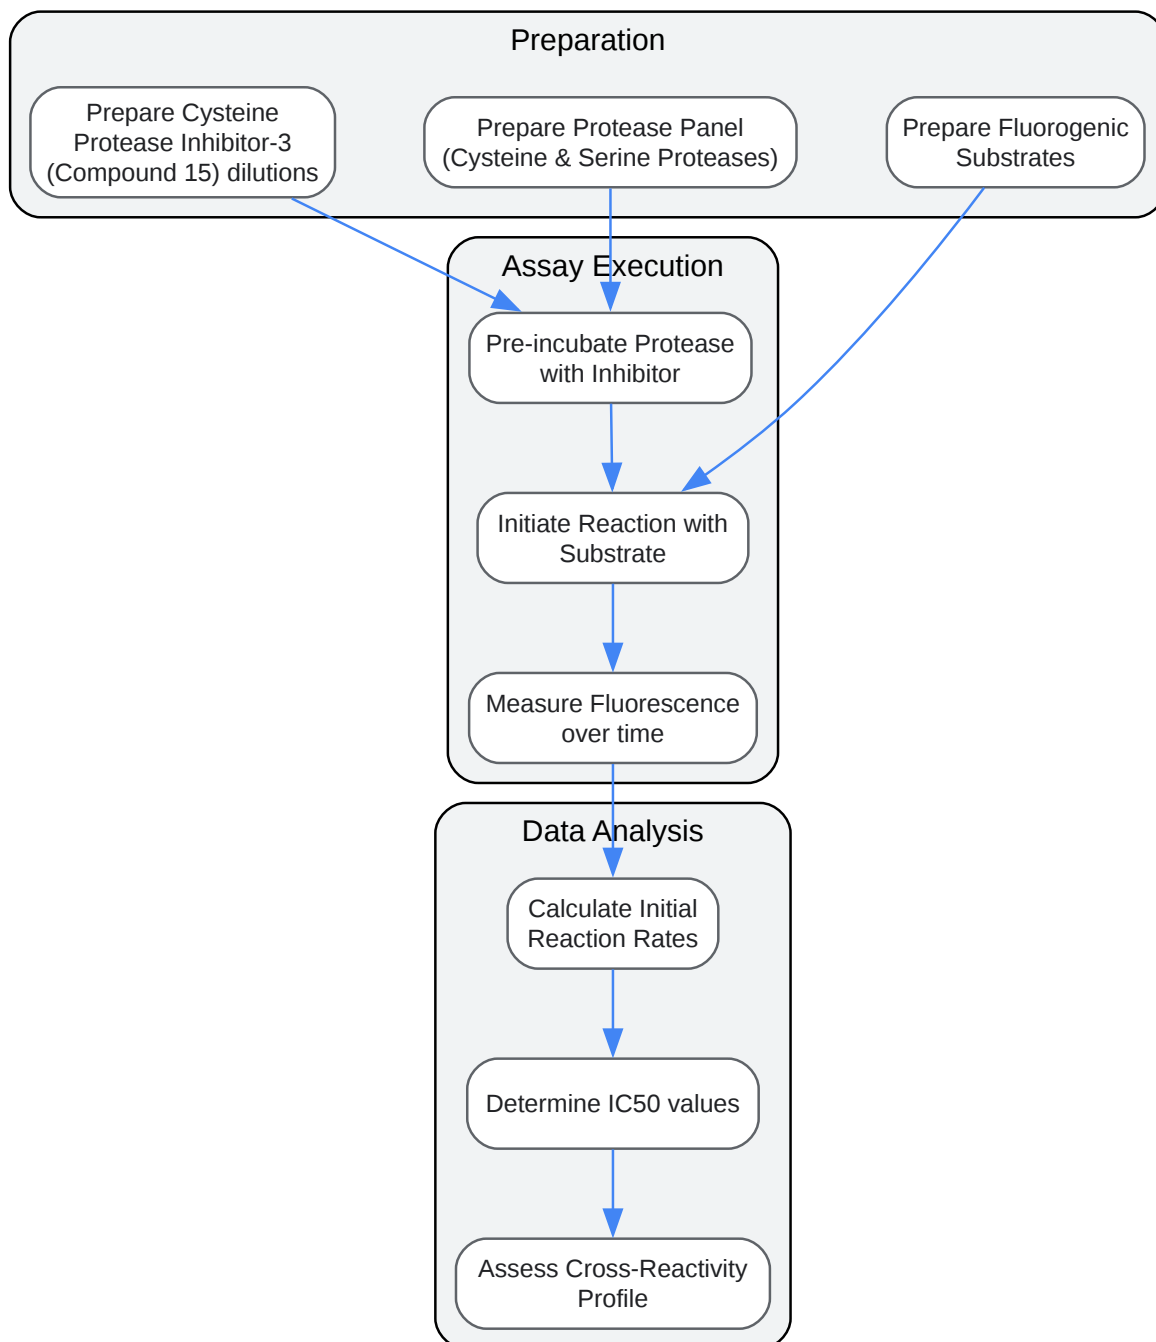 Preparation
Prepare Cysteine
Protease Inhibitor-3
(Compound 15) dilutions
Prepare Protease Panel
(Cysteine & Serine Proteases)
Prepare Fluorogenic
Substrates
Assay Execution
Pre-incubate Protease
with Inhibitor
Initiate Reaction with
Substrate
Measure Fluorescence
over time
Data Analysis
Calculate Initial
Reaction Rates
Determine IC50 values
Assess Cross-Reactivity
Profile